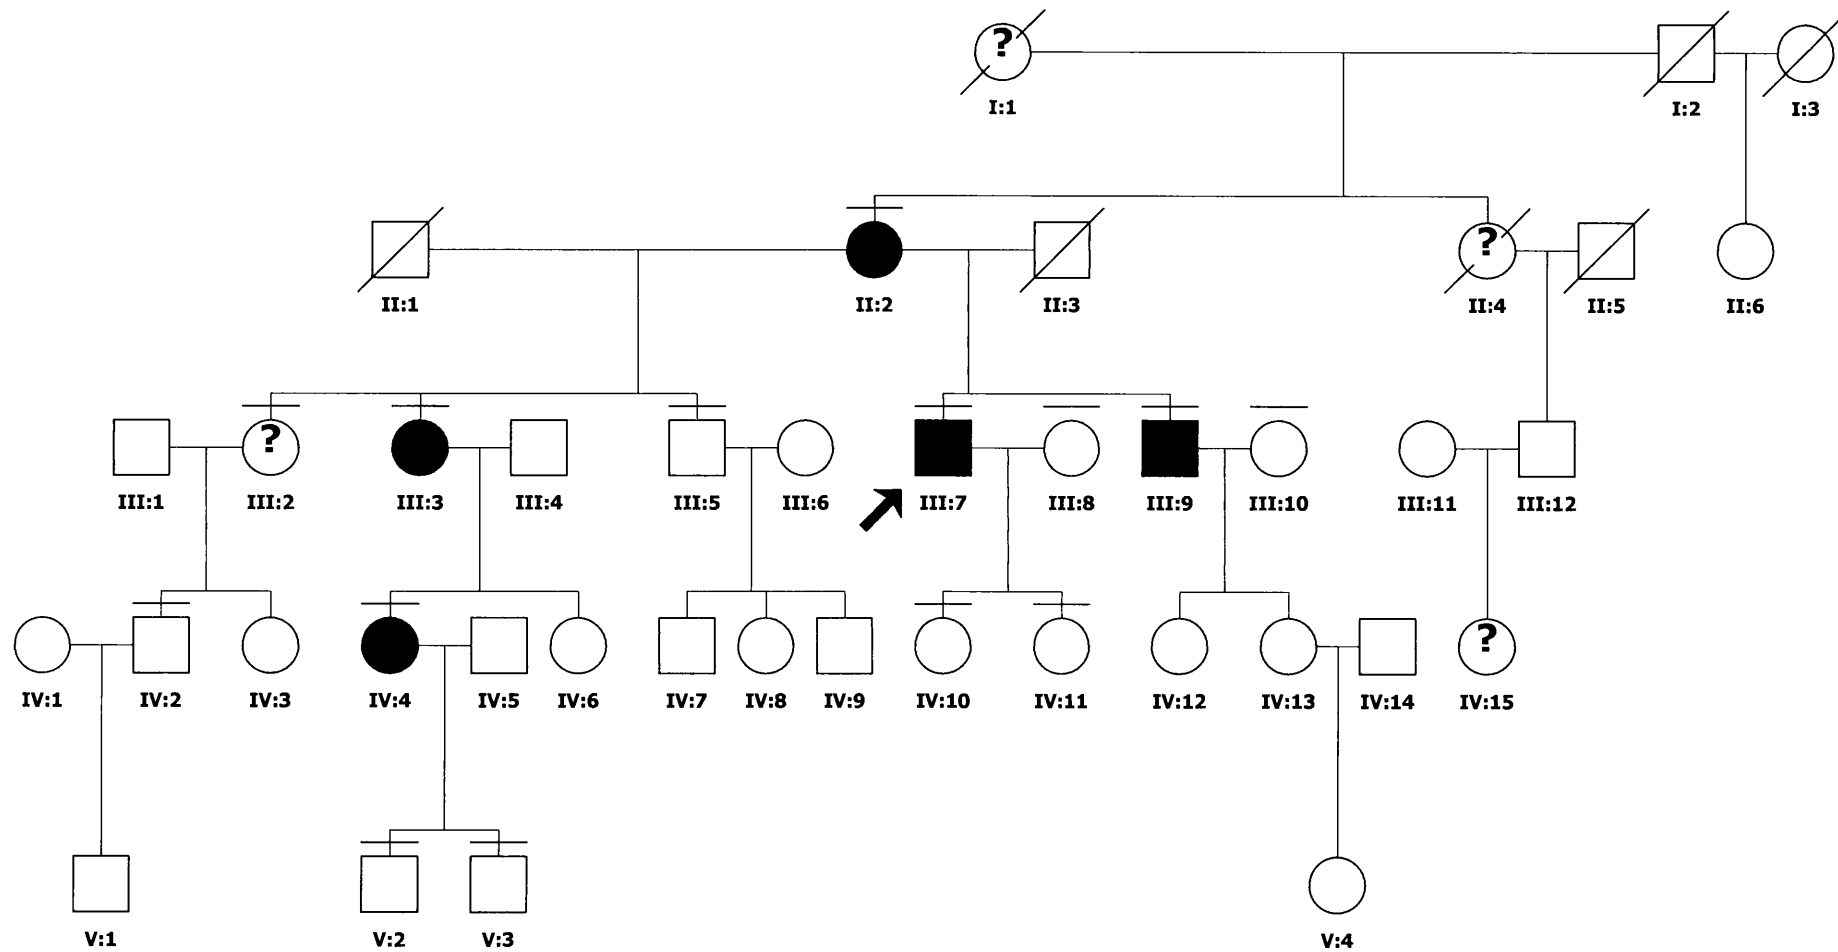 ?
I:1 I:2 I:3
?
II:1 II:2 II:3 II:4 II:5 II:6
?
III:1 III:2 III:3 III:4 III:5 III:6 III:7 III:8 III:9 III:10 III:11 III:12
?
IV:1 IV:2 IV:3 IV:4 IV:5 IV:6 IV:7 IV:8 IV:9 IV:10 IV:11 IV:12 IV:13 IV:14 IV:15
V:1 V:2 V:3 V:4